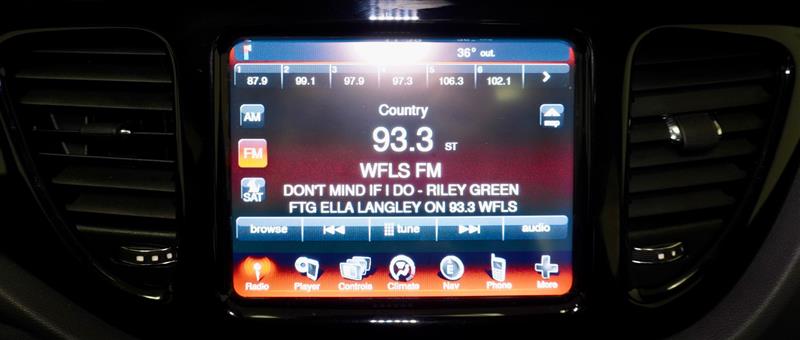 36° out.
1 2 3 4 5 6
87.9 99.1 97.9 97.3 106.3 102.1
Country
AM
map
93.3 ST
FM
WFLS FM
DON'T MIND IF I DO - RILEY GREEN
SAT
FTG ELLA LANGLEY ON 93.3 WFLS
browse tune audio
E
Radio Player Controls Climate Nav Phone More